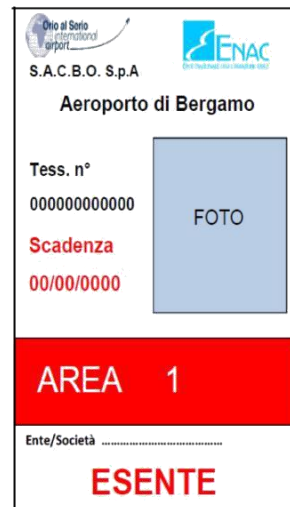 Orio al Serio
international
airport
ENAC
S.A.C.B.O. S.p.A
Aeroporto di Bergamo
Tess. n°
000000000000
FOTO
Scadenza
00/00/0000
AREA 1
Ente/Società ......................................
ESENTE